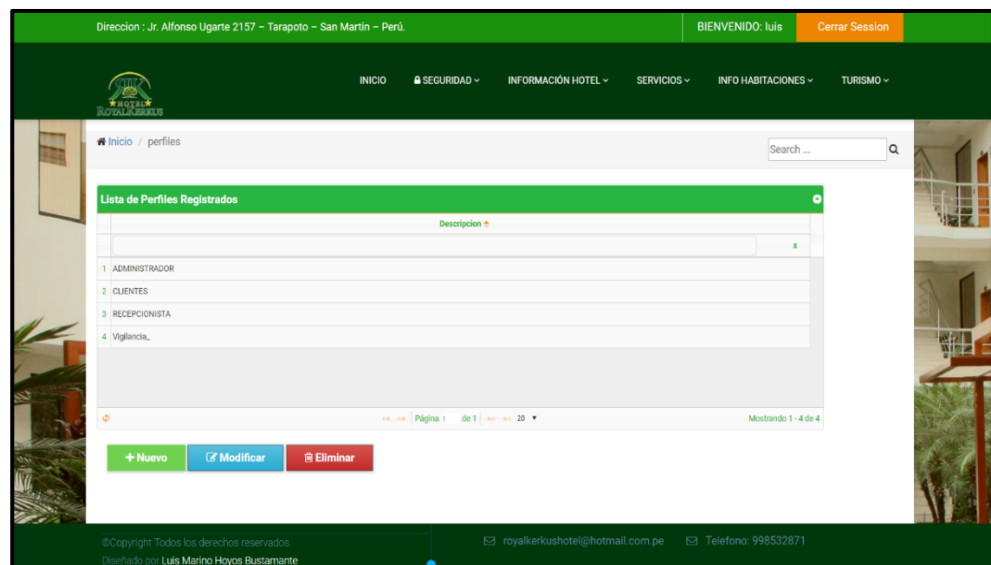 Direccion : Jr. Alfonso Ugarte 2157 – Tarapoto – San Martin – Perú.
BIENVENIDO: luis
Cerrar Session
HOTEL
ROYALKERKUS
INICIO
SEGURIDAD
INFORMACIÓN HOTEL
SERVICIOS
INFO HABITACIONES
TURISMO
Inicio / perfiles
Search ...
Lista de Perfiles Registrados
Descripcion
x
1 ADMINISTRADOR
2 CLIENTES
3 RECEPCIONISTA
4 Vigilancia_
Página 1 de 1
20
Mostrando 1 - 4 de 4
+ Nuevo
Modificar
Eliminar
©Copyright Todos los derechos reservados.
royalkerkushotel@hotmail.com.pe
Telefono: 998532871
Diseñado por Luis Marino Hoyos Bustamante